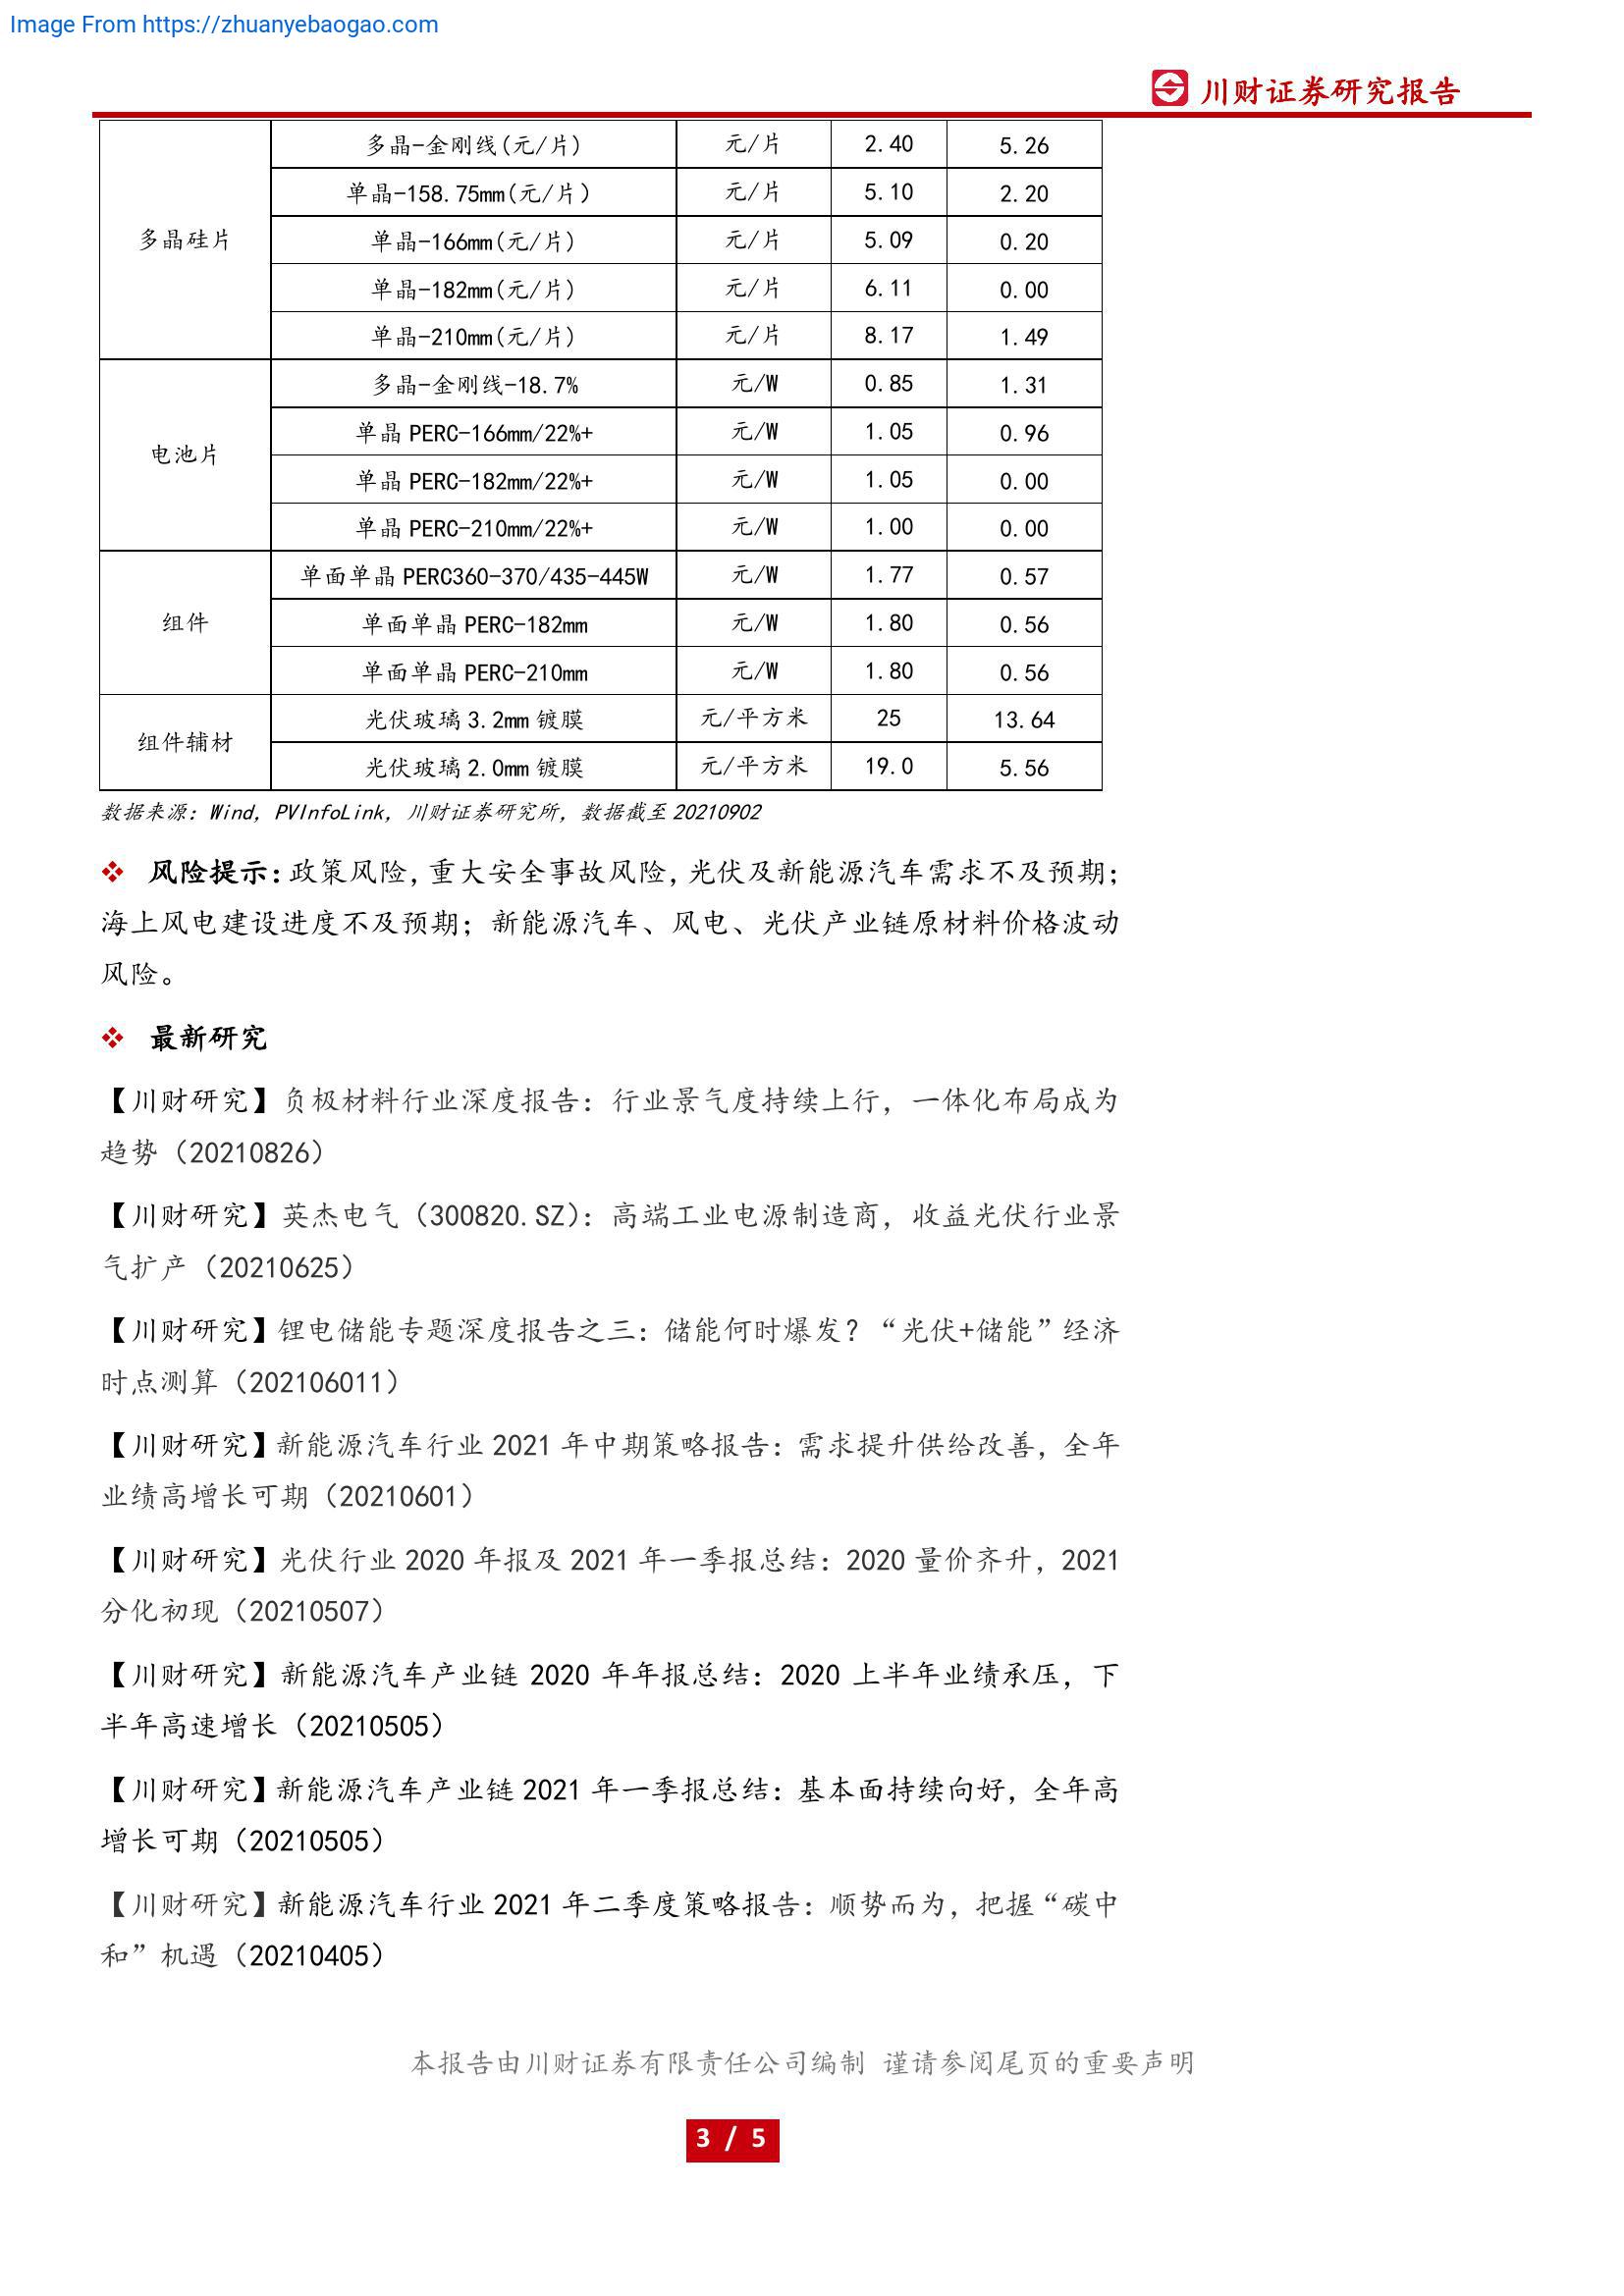 Image From https://zhuanyebaogao.com
川财证券研究报告
多晶硅片
多晶-金刚线(元/片) 元/片 2.40 5.26
单晶-158.75mm(元/片) 元/片 5.10 2.20
单晶-166mm(元/片) 元/片 5.09 0.20
单晶-182mm(元/片) 元/片 6.11 0.00
单晶-210mm(元/片) 元/片 8.17 1.49
电池片
多晶-金刚线-18.7% 元/W 0.85 1.31
单晶 PERC-166mm/22%+ 元/W 1.05 0.96
单晶 PERC-182mm/22%+ 元/W 1.05 0.00
单晶 PERC-210mm/22%+ 元/W 1.00 0.00
组件
单面单晶 PERC360-370/435-445W 元/W 1.77 0.57
单面单晶 PERC-182mm 元/W 1.80 0.56
单面单晶 PERC-210mm 元/W 1.80 0.56
组件辅材
光伏玻璃 3.2mm 镀膜 元/平方米 25 13.64
光伏玻璃 2.0mm 镀膜 元/平方米 19.0 5.56
数据来源：Wind，PVInfoLink，川财证券研究所，数据截至 20210902
❖ 风险提示：政策风险，重大安全事故风险，光伏及新能源汽车需求不及预期；
海上风电建设进度不及预期；新能源汽车、风电、光伏产业链原材料价格波动
风险。
❖ 最新研究
【川财研究】负极材料行业深度报告：行业景气度持续上行，一体化布局成为
趋势（20210826）
【川财研究】英杰电气（300820.SZ）：高端工业电源制造商，收益光伏行业景
气扩产（20210625）
【川财研究】锂电储能专题深度报告之三：储能何时爆发？“光伏+储能”经济
时点测算（202106011）
【川财研究】新能源汽车行业 2021 年中期策略报告：需求提升供给改善，全年
业绩高增长可期（20210601）
【川财研究】光伏行业 2020 年报及 2021 年一季报总结：2020 量价齐升，2021
分化初现（20210507）
【川财研究】新能源汽车产业链 2020 年年报总结：2020 上半年业绩承压，下
半年高速增长（20210505）
【川财研究】新能源汽车产业链 2021 年一季报总结：基本面持续向好，全年高
增长可期（20210505）
【川财研究】新能源汽车行业 2021 年二季度策略报告：顺势而为，把握“碳中
和”机遇（20210405）
本报告由川财证券有限责任公司编制 谨请参阅尾页的重要声明
3 / 5